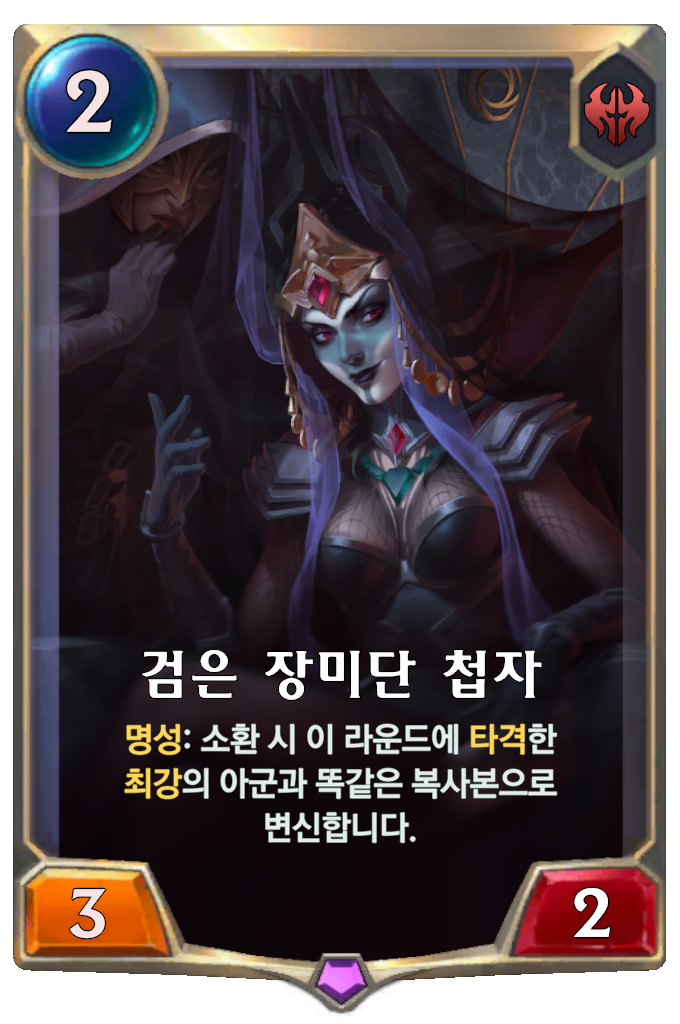 2
검은 장미단 첩자
명성: 소환 시 이 라운드에 타격한
최강의 아군과 똑같은 복사본으로
변신합니다.
3
2